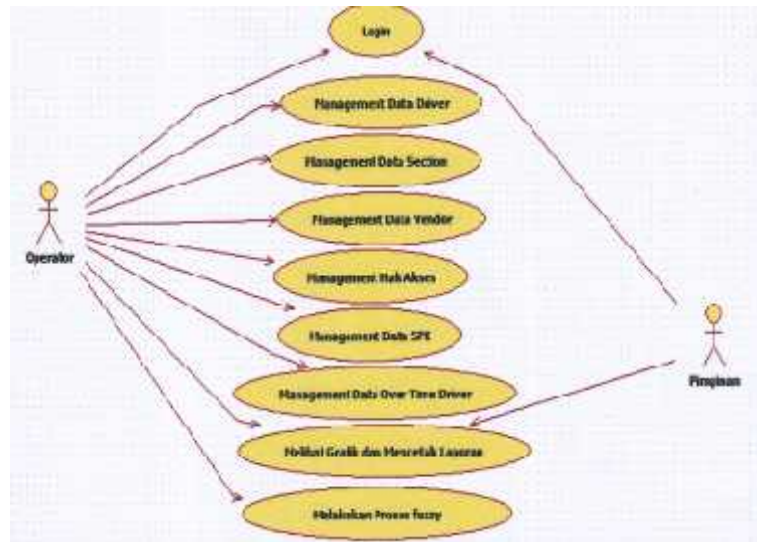 Login
Management Data Driver
Management Data Section
Management Data Vendor
Operator
Management Hak Akses
Management Data SPK
Pimpinan
Management Data Over Time Driver
Melihat Grafik dan Mencetak Laporan
Melakukan Proses fuzzy